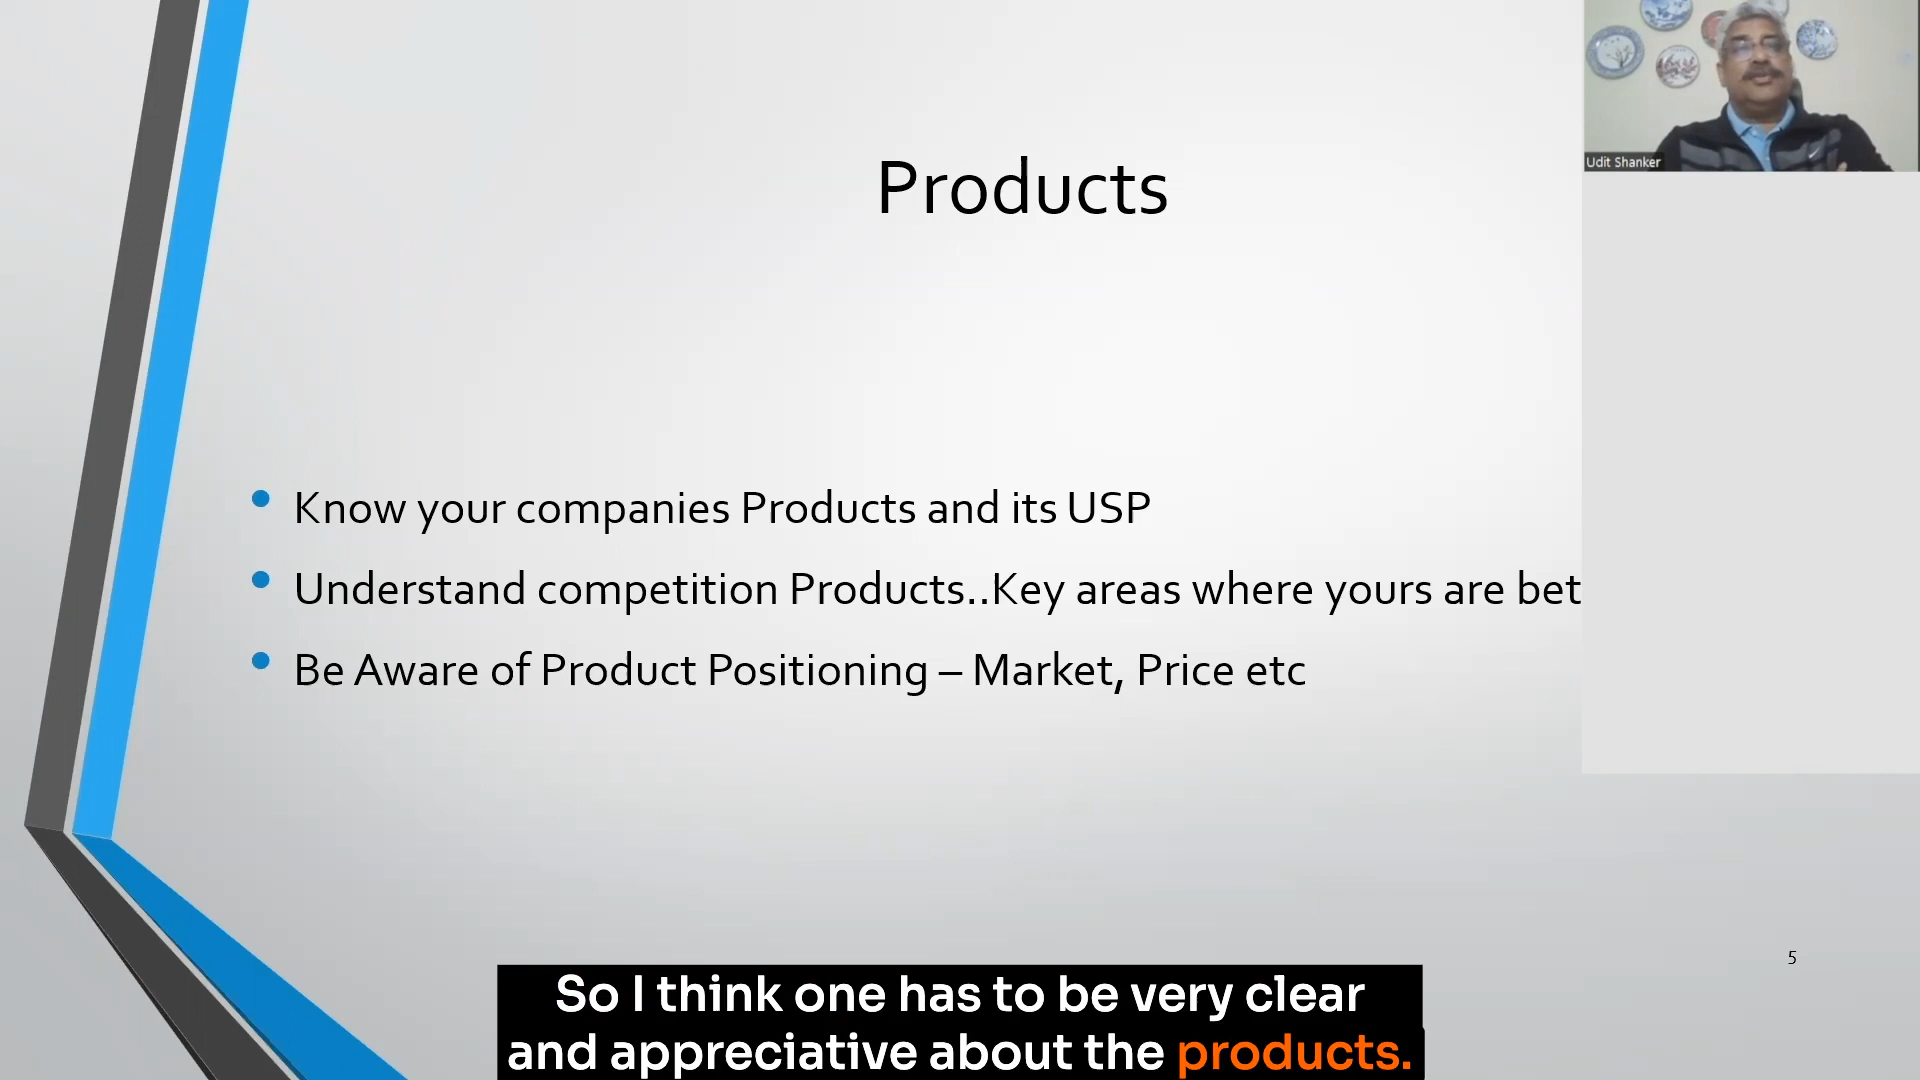 Udit Shanker
Products
• Know your companies Products and its USP
• Understand competition Products..Key areas where yours are bet
• Be Aware of Product Positioning – Market, Price etc
5
So I think one has to be very clear
and appreciative about the products.